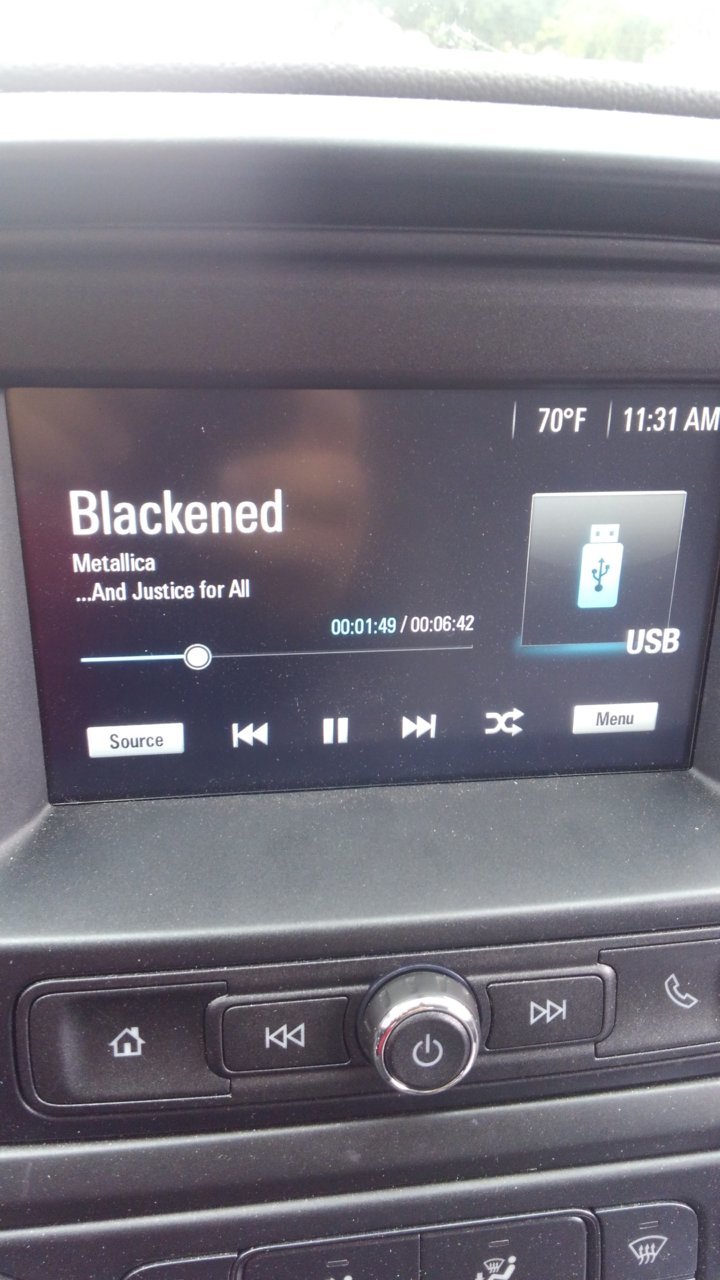 70°F 11:31 AM
Blackened
Metallica
...And Justice for All
00:01:49 / 00:06:42
USB
Source
Menu